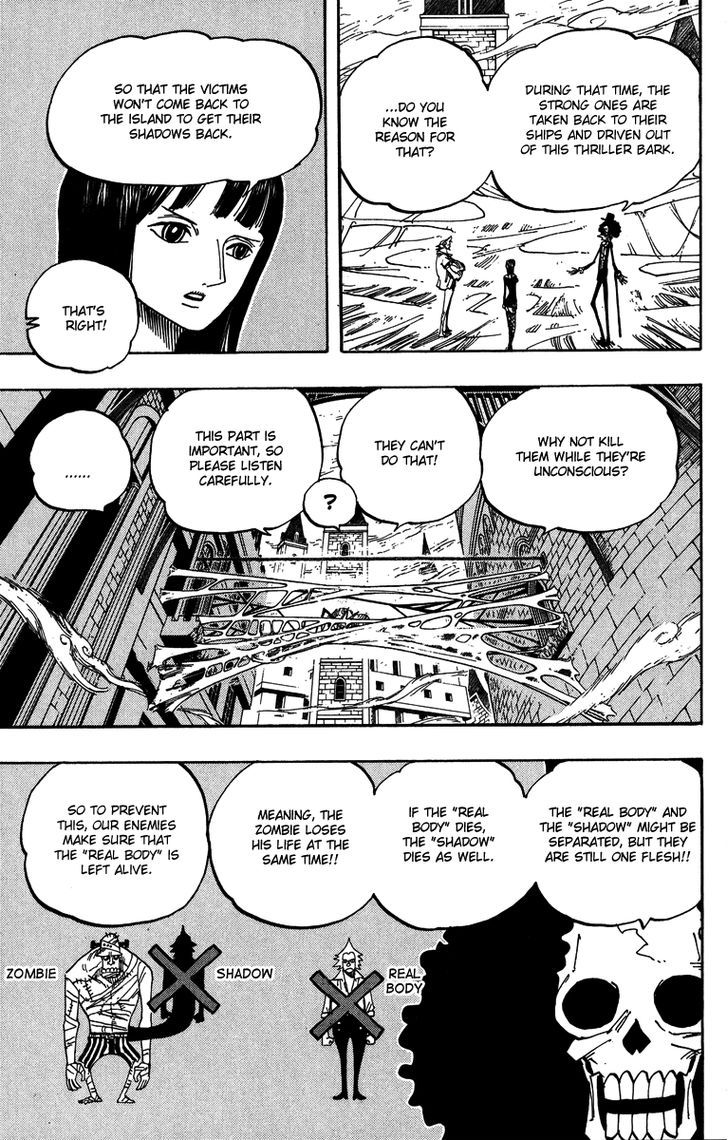 DURING THAT TIME, THE
STRONG ONES ARE
TAKEN BACK TO
THEIR SHIPS AND DRIVEN OUT
OF THIS THRILLER BARK.
...DO YOU
KNOW THE
REASON FOR
THAT?
SO THAT THE VICTIMS
WON'T COME BACK TO
THE ISLAND TO GET THEIR
SHADOWS BACK.
THAT'S
RIGHT!
WHY NOT KILL
THEM WHILE THEY'RE
UNCONSCIOUS?
THEY CAN'T
DO THAT!
?
THIS PART IS
IMPORTANT, SO
PLEASE LISTEN
CAREFULLY.
......
THE "REAL BODY" AND
THE "SHADOW" MIGHT BE
SEPARATED, BUT THEY
ARE STILL ONE FLESH!!
IF THE "REAL
BODY" DIES,
THE "SHADOW"
DIES AS WELL.
MEANING, THE
ZOMBIE LOSES
HIS LIFE AT THE
SAME TIME!!
SO TO PREVENT
THIS, OUR ENEMIES
MAKE SURE THAT
THE "REAL BODY" IS
LEFT ALIVE.
REAL
BODY
SHADOW
ZOMBIE